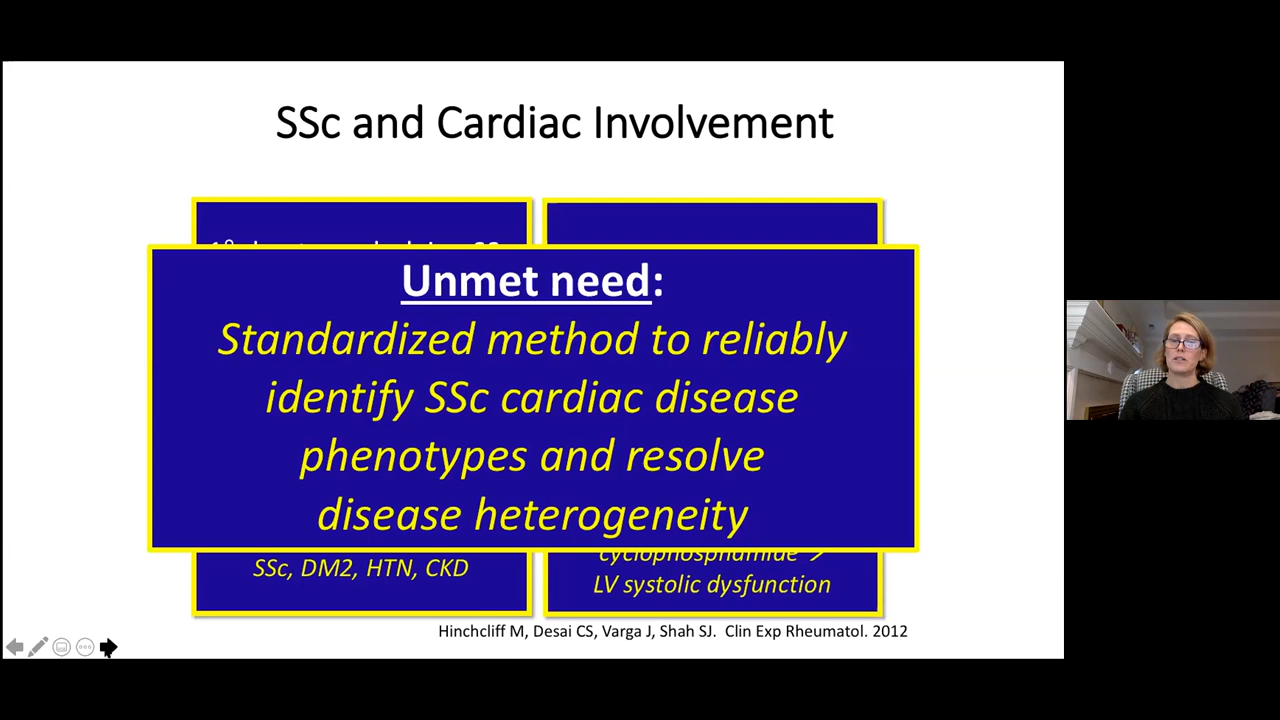 SSc and Cardiac Involvement
Unmet need:
Standardized method to reliably
identify SSc cardiac disease
phenotypes and resolve
disease heterogeneity
SSc, DM2, HTN, CKD
cyclophosphamide →
LV systolic dysfunction
Hinchcliff M, Desai CS, Varga J, Shah SJ. Clin Exp Rheumatol. 2012